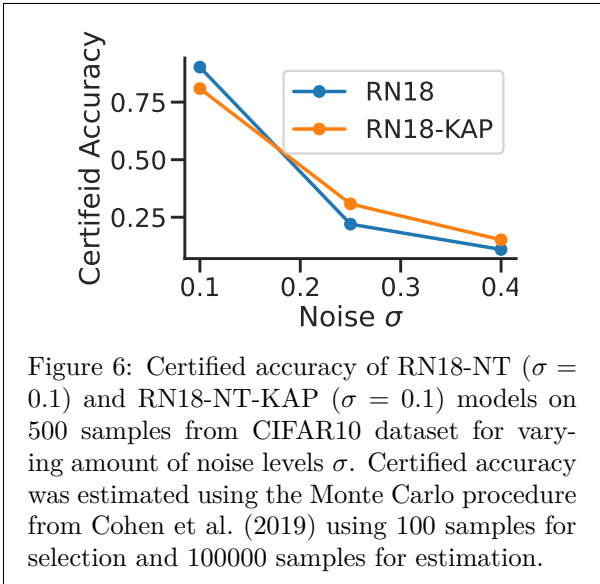 Certifeid Accuracy
0.75
0.50
0.25
RN18
RN18-KAP
0.1 0.2 0.3 0.4
Noise σ
Figure 6: Certified accuracy of RN18-NT (σ =
0.1) and RN18-NT-KAP (σ = 0.1) models on
500 samples from CIFAR10 dataset for vary-
ing amount of noise levels σ. Certified accuracy
was estimated using the Monte Carlo procedure
from Cohen et al. (2019) using 100 samples for
selection and 100000 samples for estimation.